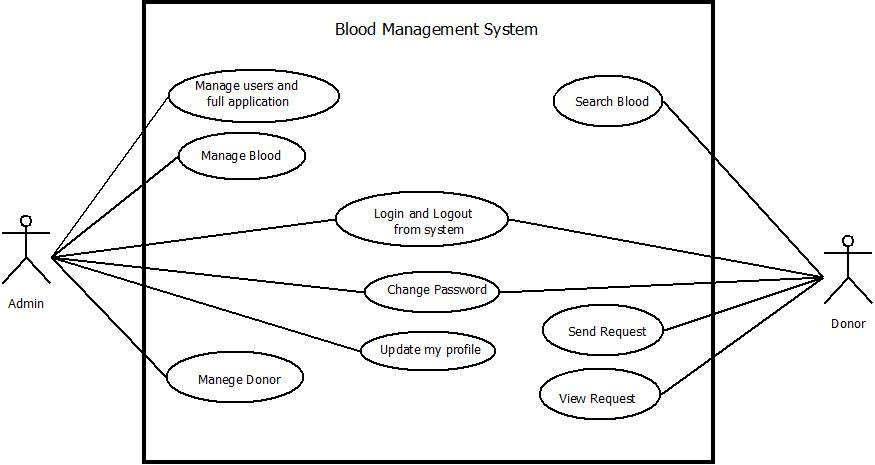 Blood Management System
Manage users and
full application
Search Blood
Manage Blood
Login and Logout
from system
Admin
Change Password
Donor
Send Request
Update my profile
Manege Donor
View Request